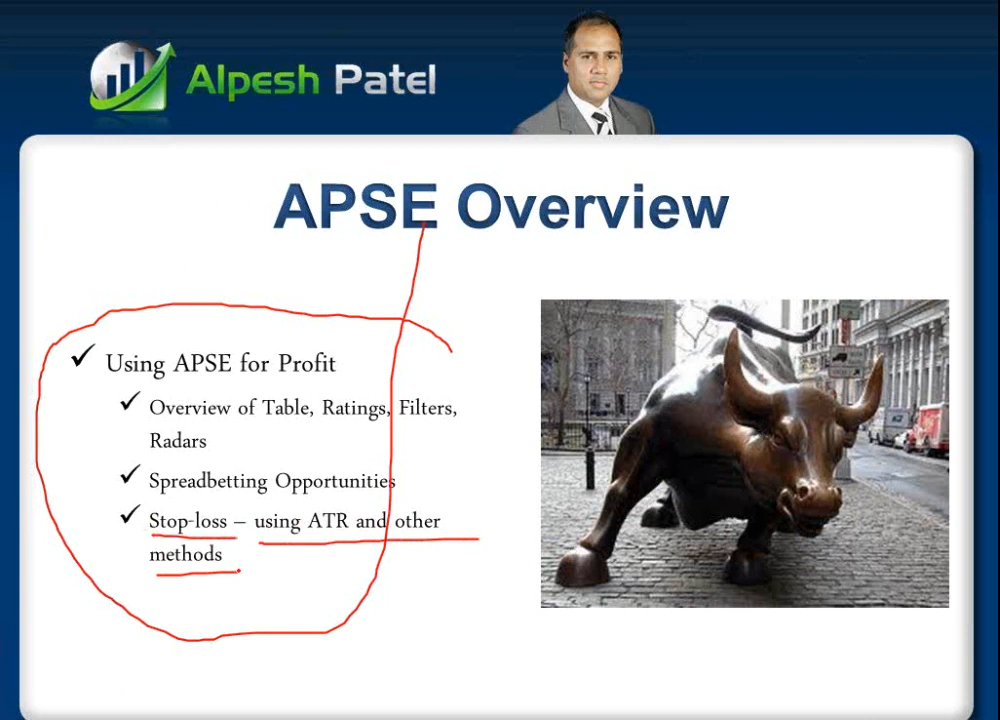 Alpesh Patel
APSE Overview
Using APSE for Profit
Overview of Table, Ratings, Filters,
Radars
Spreadbetting Opportunities
Stop-loss – using ATR and other
methods